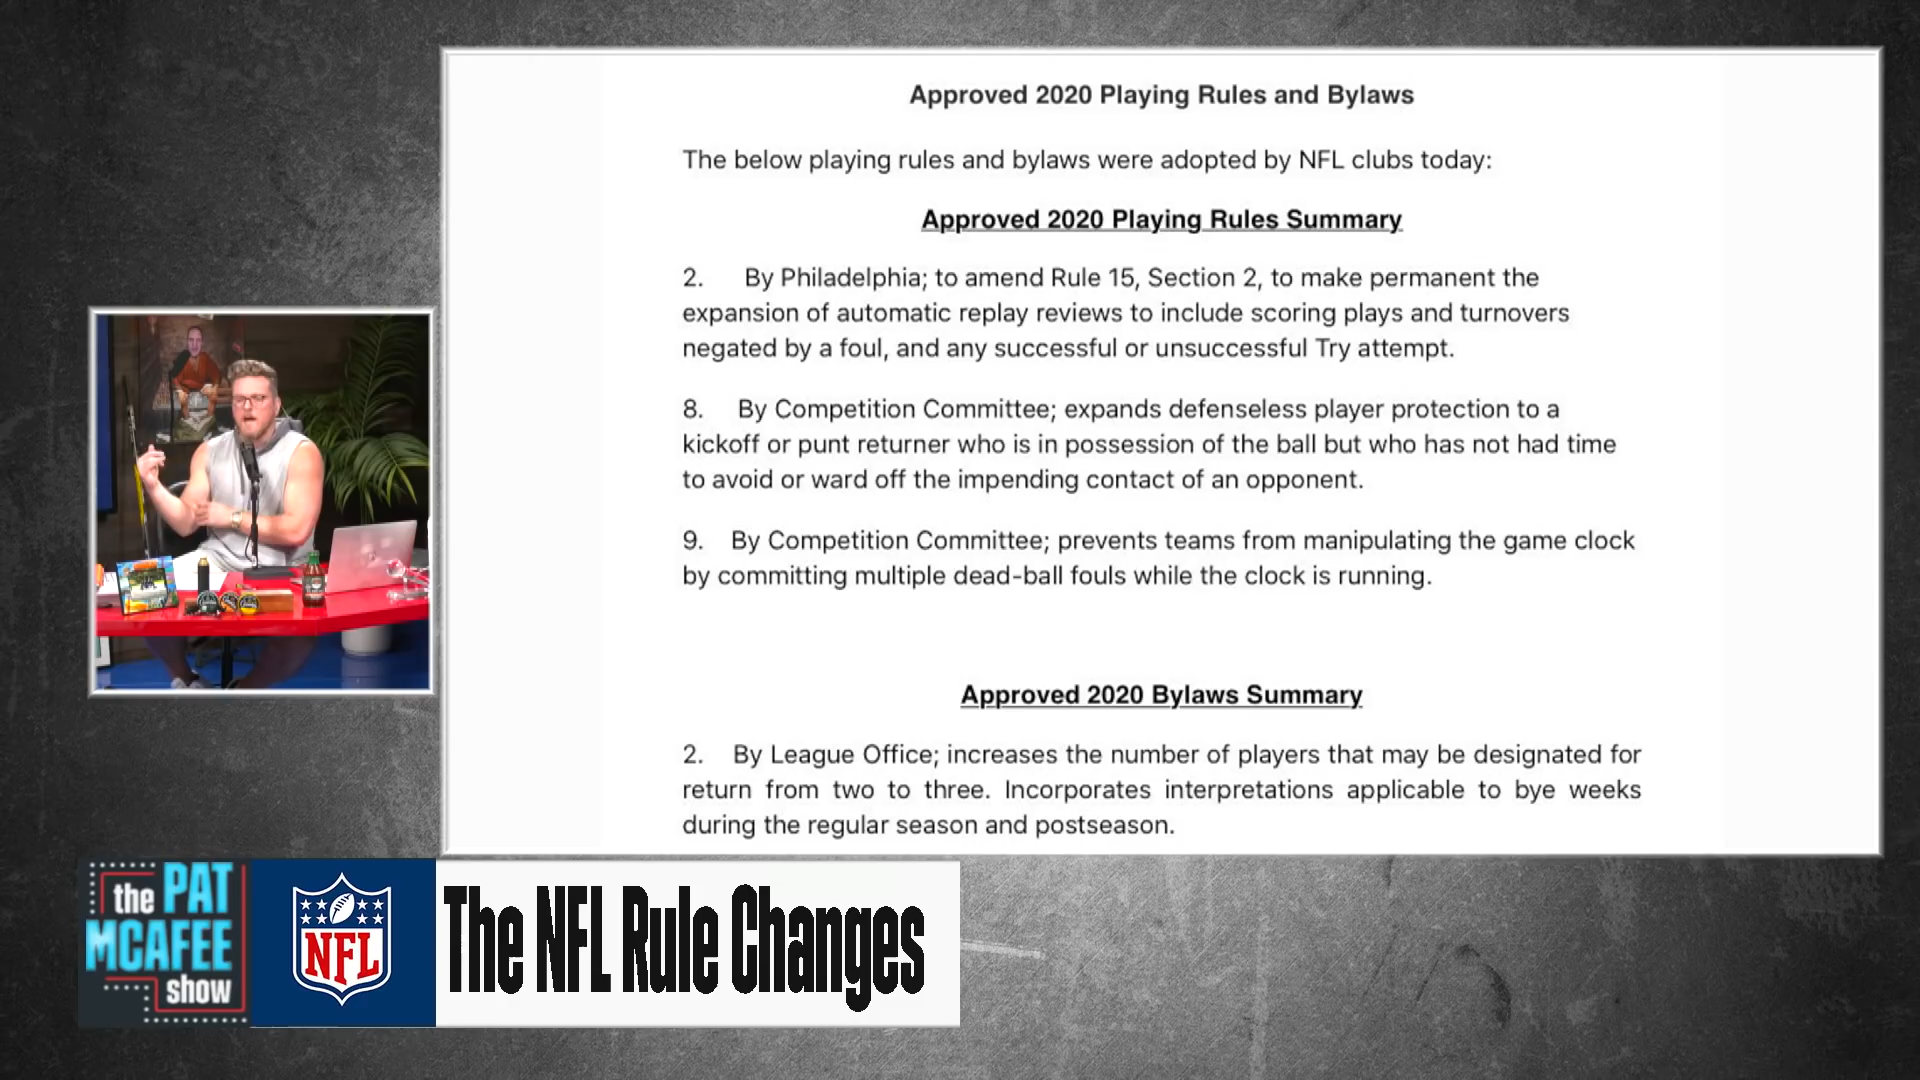 Approved 2020 Playing Rules and Bylaws
The below playing rules and bylaws were adopted by NFL clubs today:
Approved 2020 Playing Rules Summary
2. By Philadelphia; to amend Rule 15, Section 2, to make permanent the
expansion of automatic replay reviews to include scoring plays and turnovers
negated by a foul, and any successful or unsuccessful Try attempt.
8. By Competition Committee; expands defenseless player protection to a
kickoff or punt returner who is in possession of the ball but who has not had time
to avoid or ward off the impending contact of an opponent.
9. By Competition Committee; prevents teams from manipulating the game clock
by committing multiple dead-ball fouls while the clock is running.
Approved 2020 Bylaws Summary
2. By League Office; increases the number of players that may be designated for
return from two to three. Incorporates interpretations applicable to bye weeks
during the regular season and postseason.
the PAT
MCAFEE
show
NFL
The NFL Rule Changes